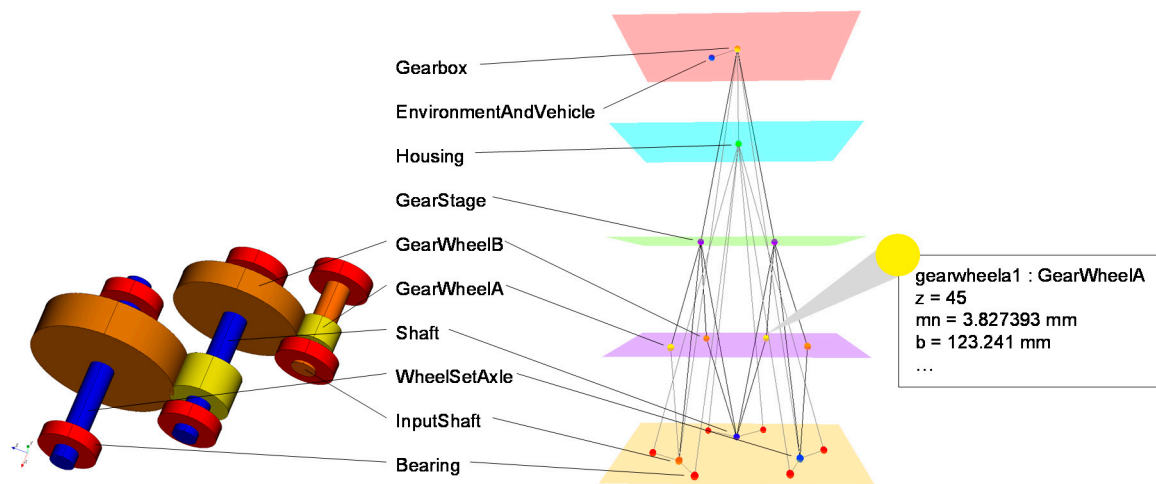 Gearbox
EnvironmentAndVehicle
Housing
GearStage
GearWheelB
GearWheelA
Shaft
WheelSetAxle
InputShaft
Bearing
gearwheela1 : GearWheelA
z = 45
mn = 3.827393 mm
b = 123.241 mm
…